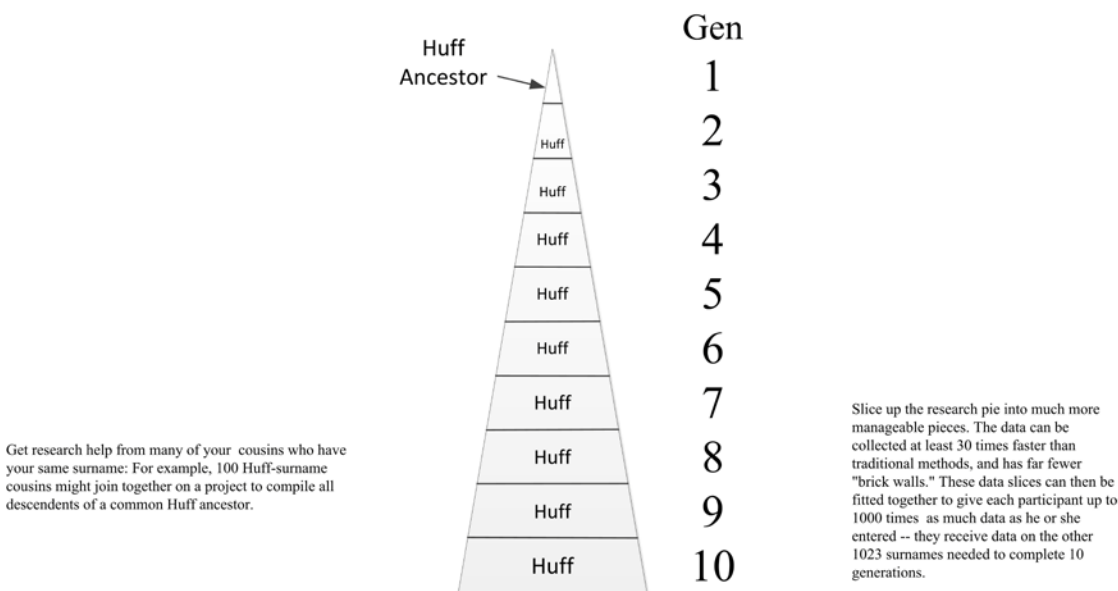 Gen
Huff
Ancestor
1
Huff
2
Huff
3
Huff
4
Huff
5
Huff
6
Huff
7
Huff
8
Huff
9
Huff
10
Get research help from many of your  cousins who have
your same surname: For example, 100 Huff-surname
cousins might join together on a project to compile all
descendents of a common Huff ancestor.
Slice up the research pie into much more
manageable pieces. The data can be
collected at least 30 times faster than
traditional methods, and has far fewer
"brick walls." These data slices can then be
fitted together to give each participant up to
1000 times  as much data as he or she
entered -- they receive data on the other
1023 surnames needed to complete 10
generations.